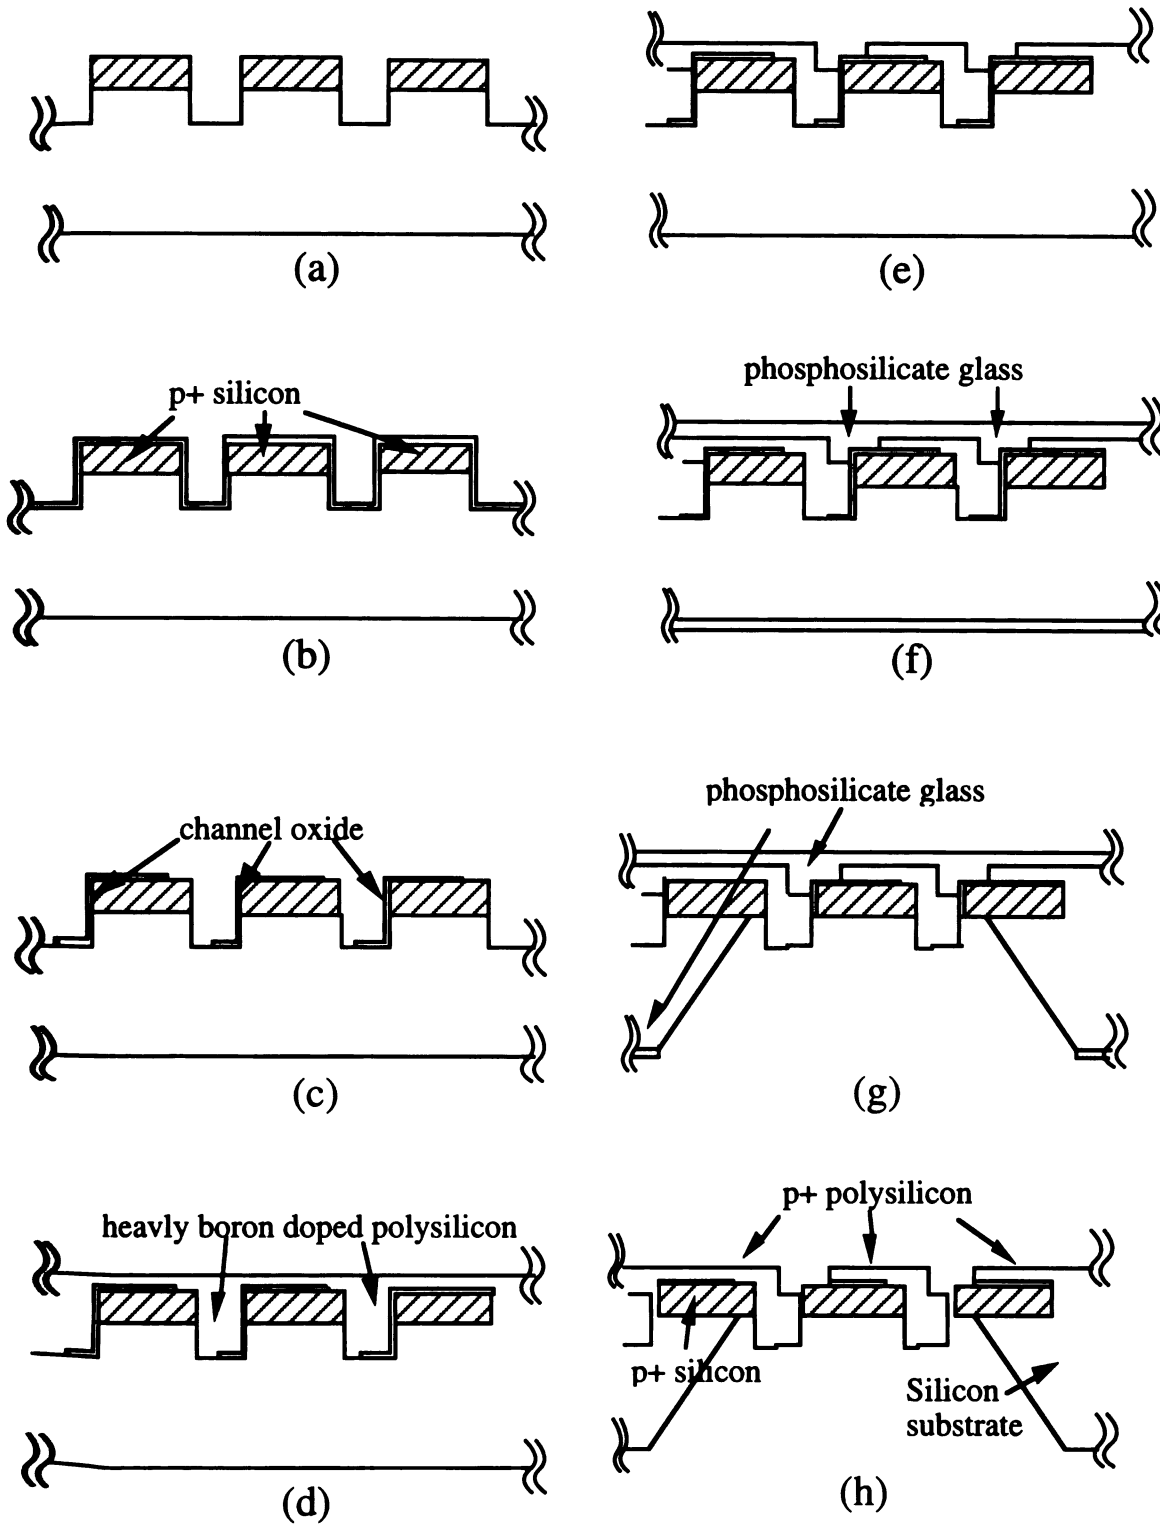 (a)
p+ silicon
(b)
channel oxide
(c)
heavly boron doped polysilicon
(d)
(e)
phosphosilicate glass
(f)
phosphosilicate glass
(g)
p+ polysilicon
p+ silicon
Silicon
substrate
(h)